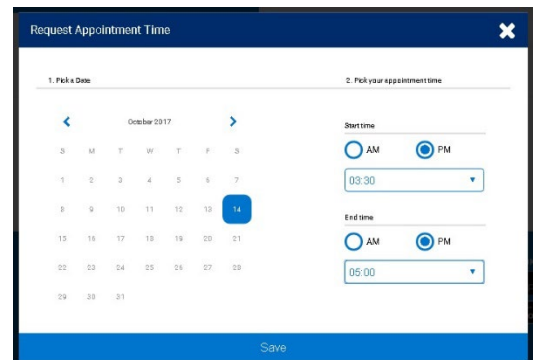 Request Appointment Time
1. Pick a Date
October 2017
S M T W T F S
1 2 3 4 5 6 7
8 9 10 11 12 13 14
15 16 17 18 19 20 21
22 23 24 25 26 27 28
29 30 31
2. Pick your appointment time
Start time
AM PM
03:30
End time
AM PM
05:00
Save